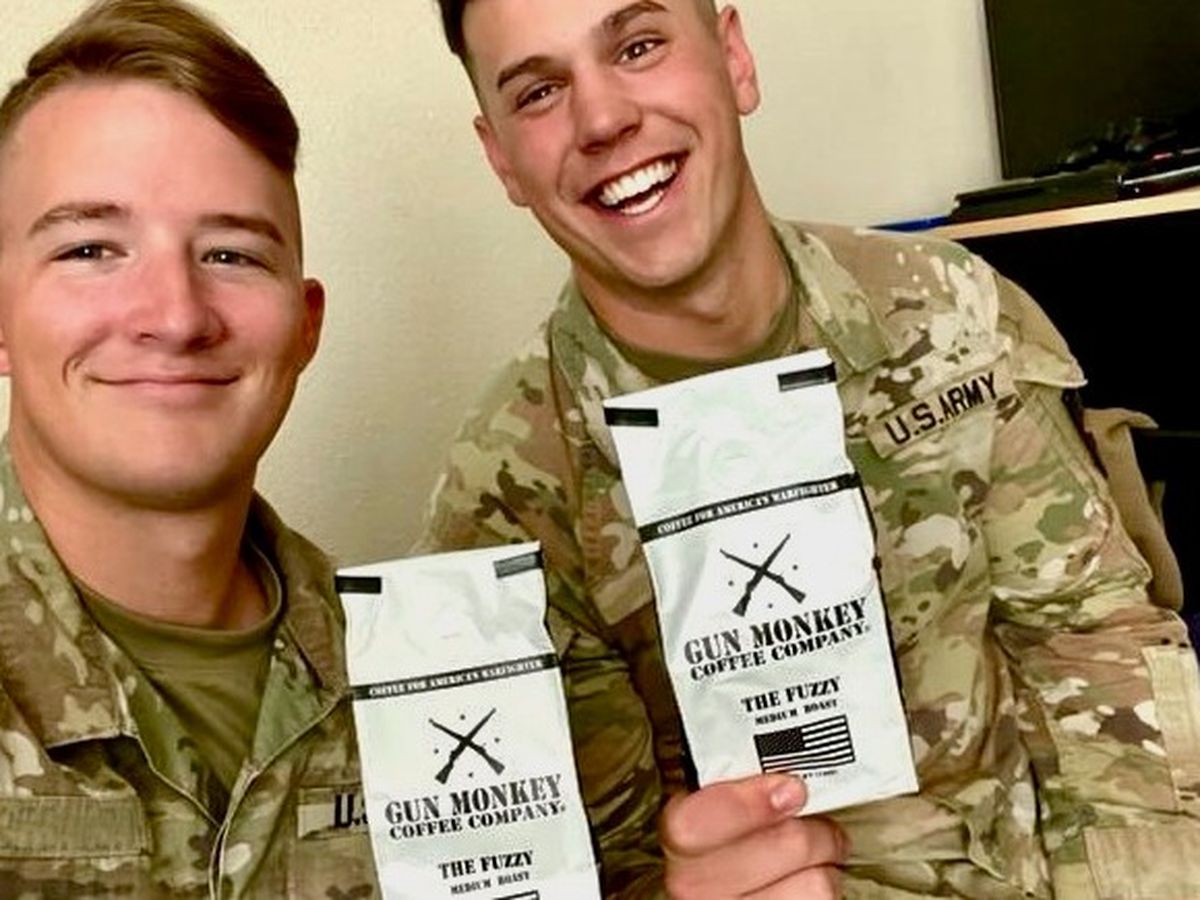 U.S.ARMY
COFFEE FOR AMERICA'S WARFIGHTER
GUN MONKEY
COFFEE COMPANY.
THE FUZZY
MEDIUM ROAST
COFFEE FOR AMERICA'S WARFIGHTER
GUN MONKEY
COFFEE COMPANY.
THE FUZZY
MEDIUM ROAST
U.S